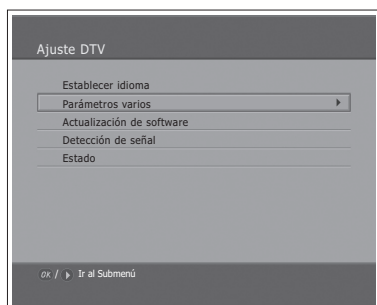 Ajuste DTV
Establecer idioma
Parámetros varios
Actualización de software
Detección de señal
Estado
OK / Ir al Submenú